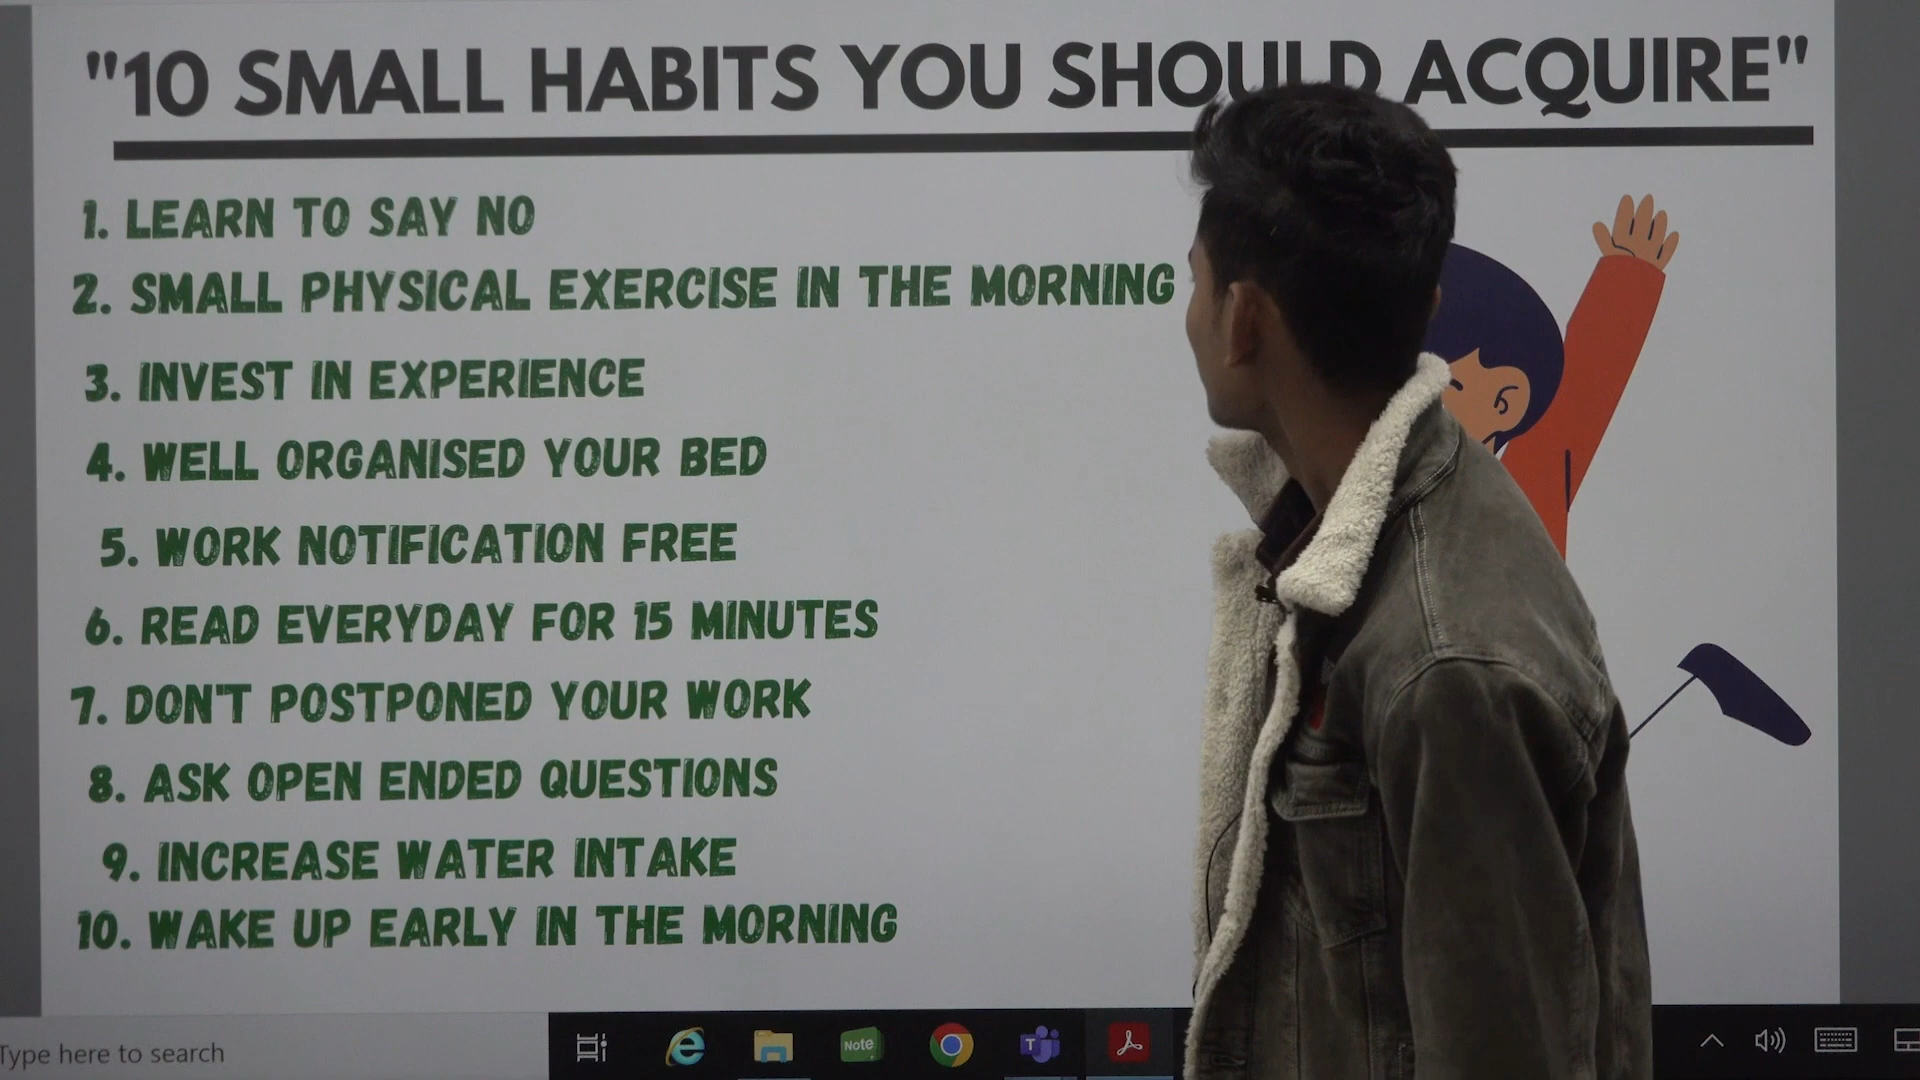 "10 SMALL HABITS YOU SHOULD ACQUIRE"
1. LEARN TO SAY NO
2. SMALL PHYSICAL EXERCISE IN THE MORNING
3. INVEST IN EXPERIENCE
4. WELL ORGANISED YOUR BED
5. WORK NOTIFICATION FREE
6. READ EVERYDAY FOR 15 MINUTES
7. DON'T POSTPONED YOUR WORK
8. ASK OPEN ENDED QUESTIONS
9. INCREASE WATER INTAKE
10. WAKE UP EARLY IN THE MORNING
Type here to search
Note
T